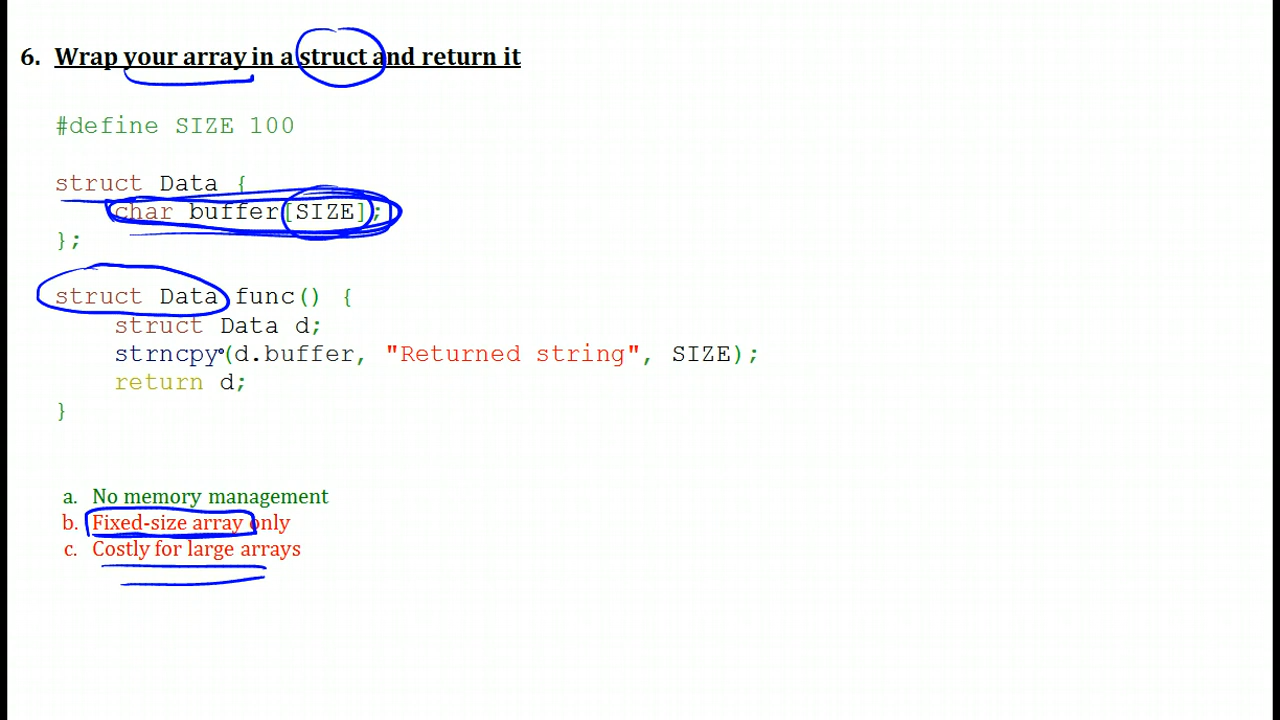 6. Wrap your array in a struct and return it
#define SIZE 100
struct Data {
char buffer[SIZE];
};
struct Data func() {
struct Data d;
strncpy(d.buffer, "Returned string", SIZE);
return d;
}
a. No memory management
b. Fixed-size array only
c. Costly for large arrays